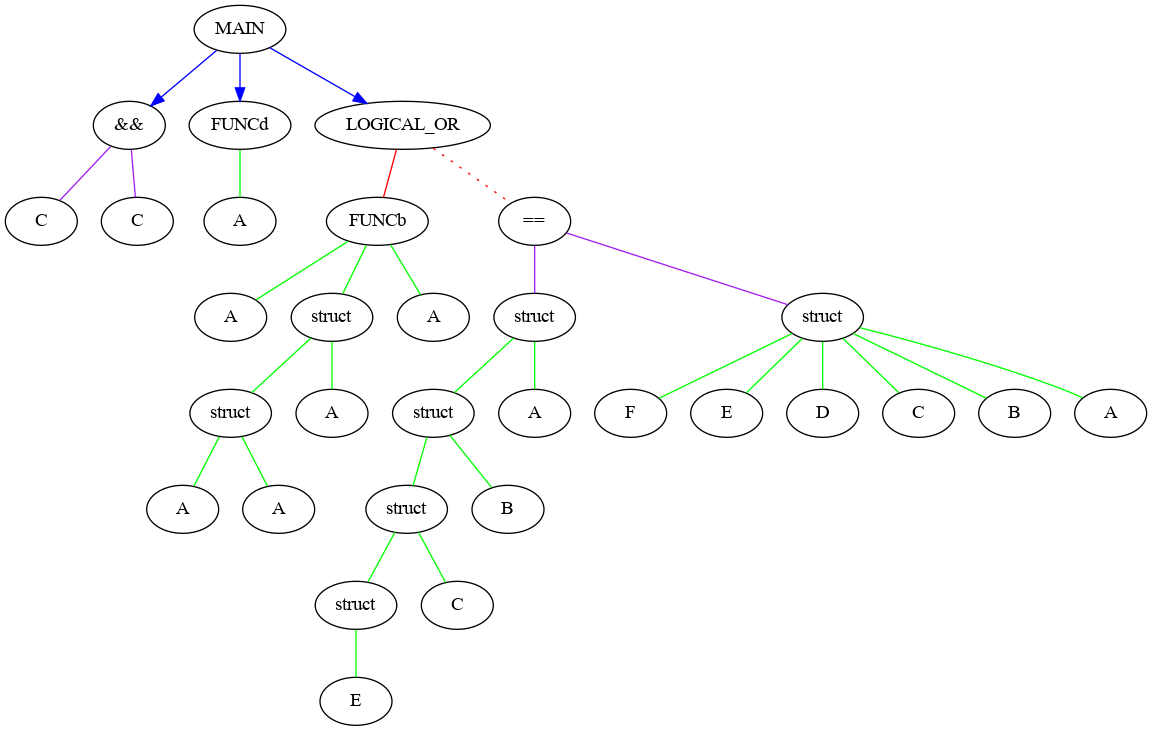 MAIN
&& FUNCd LOGICAL_OR
C C A FUNCb ==
A struct A struct struct
struct A struct A F E D C B A
A A struct B
struct C
E